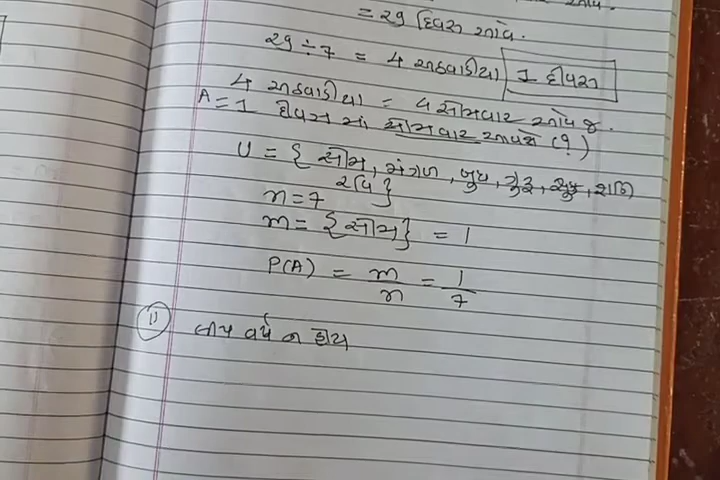 = 29 દિવસ આવે.
29 ÷ 7 = 4 અઠવાડીયા 1 દીવસ
4 અઠવાડીયા = 4 સોમવાર આવે જ.
A = 1 દીવસ માં સોમવાર આવશે (?)
U = { સોમ, મંગળ, બુધ, ગુરૂ, શુક્ર, શનિ
રવિ }
n = 7
m = { સોમ } = 1
P(A) = m/n = 1/7
ii) લીપ વર્ષ ન હોય